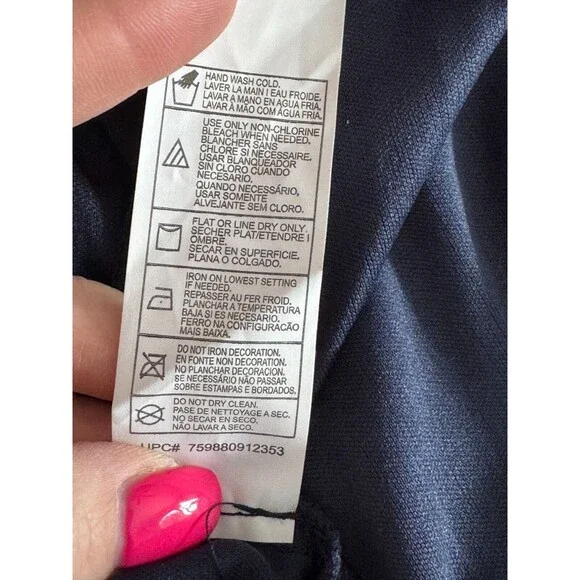 HAND WASH COLD.
LAVER LA MAIN I EAU FROIDE.
LAVAR A MANO EN AGUA FRIA.
LAVAR À MÃO COM ÁGUA FRIA.
USE ONLY NON-CHLORINE
BLEACH WHEN NEEDED.
BLANCHER SANS
CHLORE SI NECESSAIRE.
USAR BLANQUEADOR
SIN CLORO CUANDO
NECESARIO.
QUANDO NECESSÁRIO,
USAR SOMENTE
ALVEJANTE SEM CLORO.
FLAT OR LINE DRY ONLY.
SECHER PLAT/ETENDRE I
OMBRE.
SECAR EN SUPERFICIE.
PLANA O COLGADO.
IRON ON LOWEST SETTING
IF NEEDED.
REPASSER AU FER FROID.
PLANCHAR A TEMPERATURA
BAJA SI ES NECESARIO.
FERRO NA CONFIGURACÃO
MAIS BAIXA.
DO NOT IRON DECORATION.
EN FONTE NON DECORATION.
NO PLANCHAR DECORACION.
SE NECESSÁRIO NÃO PASSAR
SOBRE ESTAMPAS E BORDADOS.
DO NOT DRY CLEAN.
PASE DE NETTOYAGE A SEC.
NO SECAR EN SECO.
NÃO LAVAR A SECO.
UPC# 759880912353